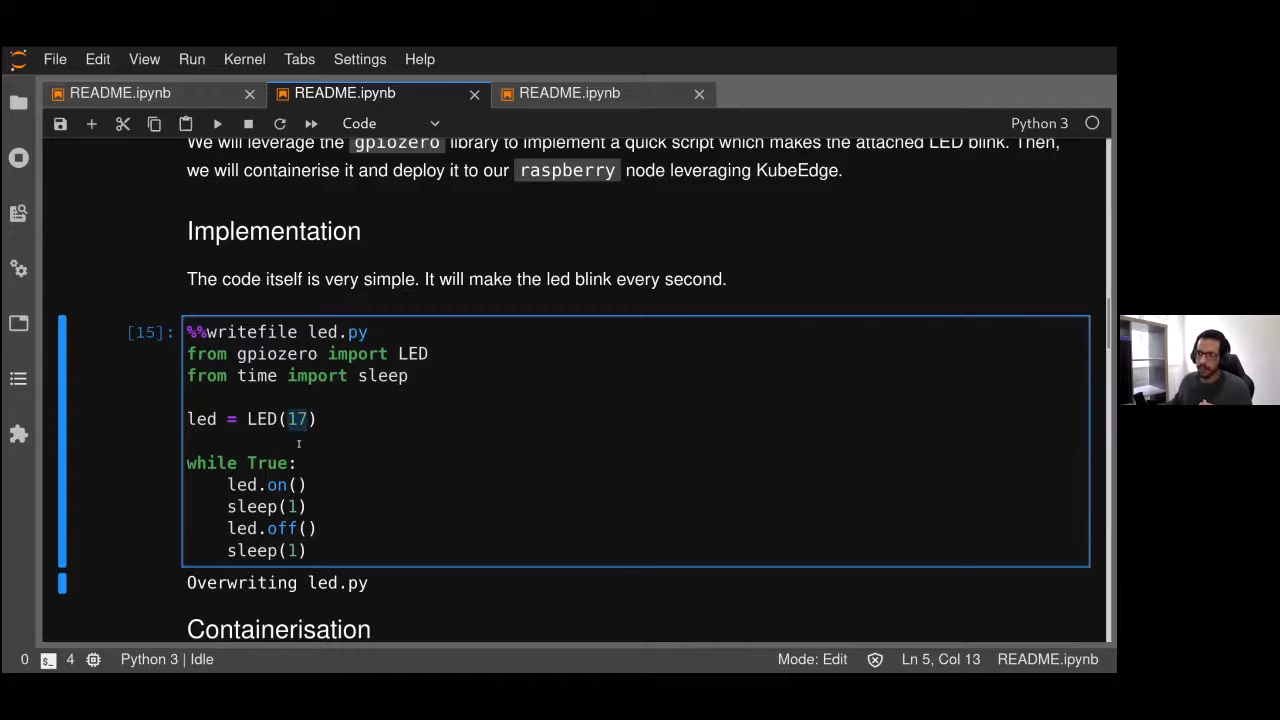 File Edit View Run Kernel Tabs Settings Help
README.ipynb README.ipynb README.ipynb
Code Python 3
We will leverage the gpiozero library to implement a quick script which makes the attached LED blink. Then,
we will containerise it and deploy it to our raspberry node leveraging KubeEdge.
Implementation
The code itself is very simple. It will make the led blink every second.
[15]: %%writefile led.py
from gpiozero import LED
from time import sleep
led = LED(17)
while True:
    led.on()
    sleep(1)
    led.off()
    sleep(1)
Overwriting led.py
Containerisation
0 $_ 4 Python 3 | Idle Mode: Edit Ln 5, Col 13 README.ipynb